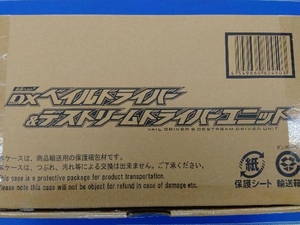 DXベイルドライバー
&デストリームドライバーユニット
VAIL DRIVER & DESTREAM DRIVER UNIT
本ケースは、商品輸送用の保護梱包材です。
本ケースは、つぶれ、汚れ等による交換は出来ません。ご了承ください。
This case is a protective package for product transportation.
Please note this case will not be object for refund in case of damage etc.
紙
保護シート
輸送箱